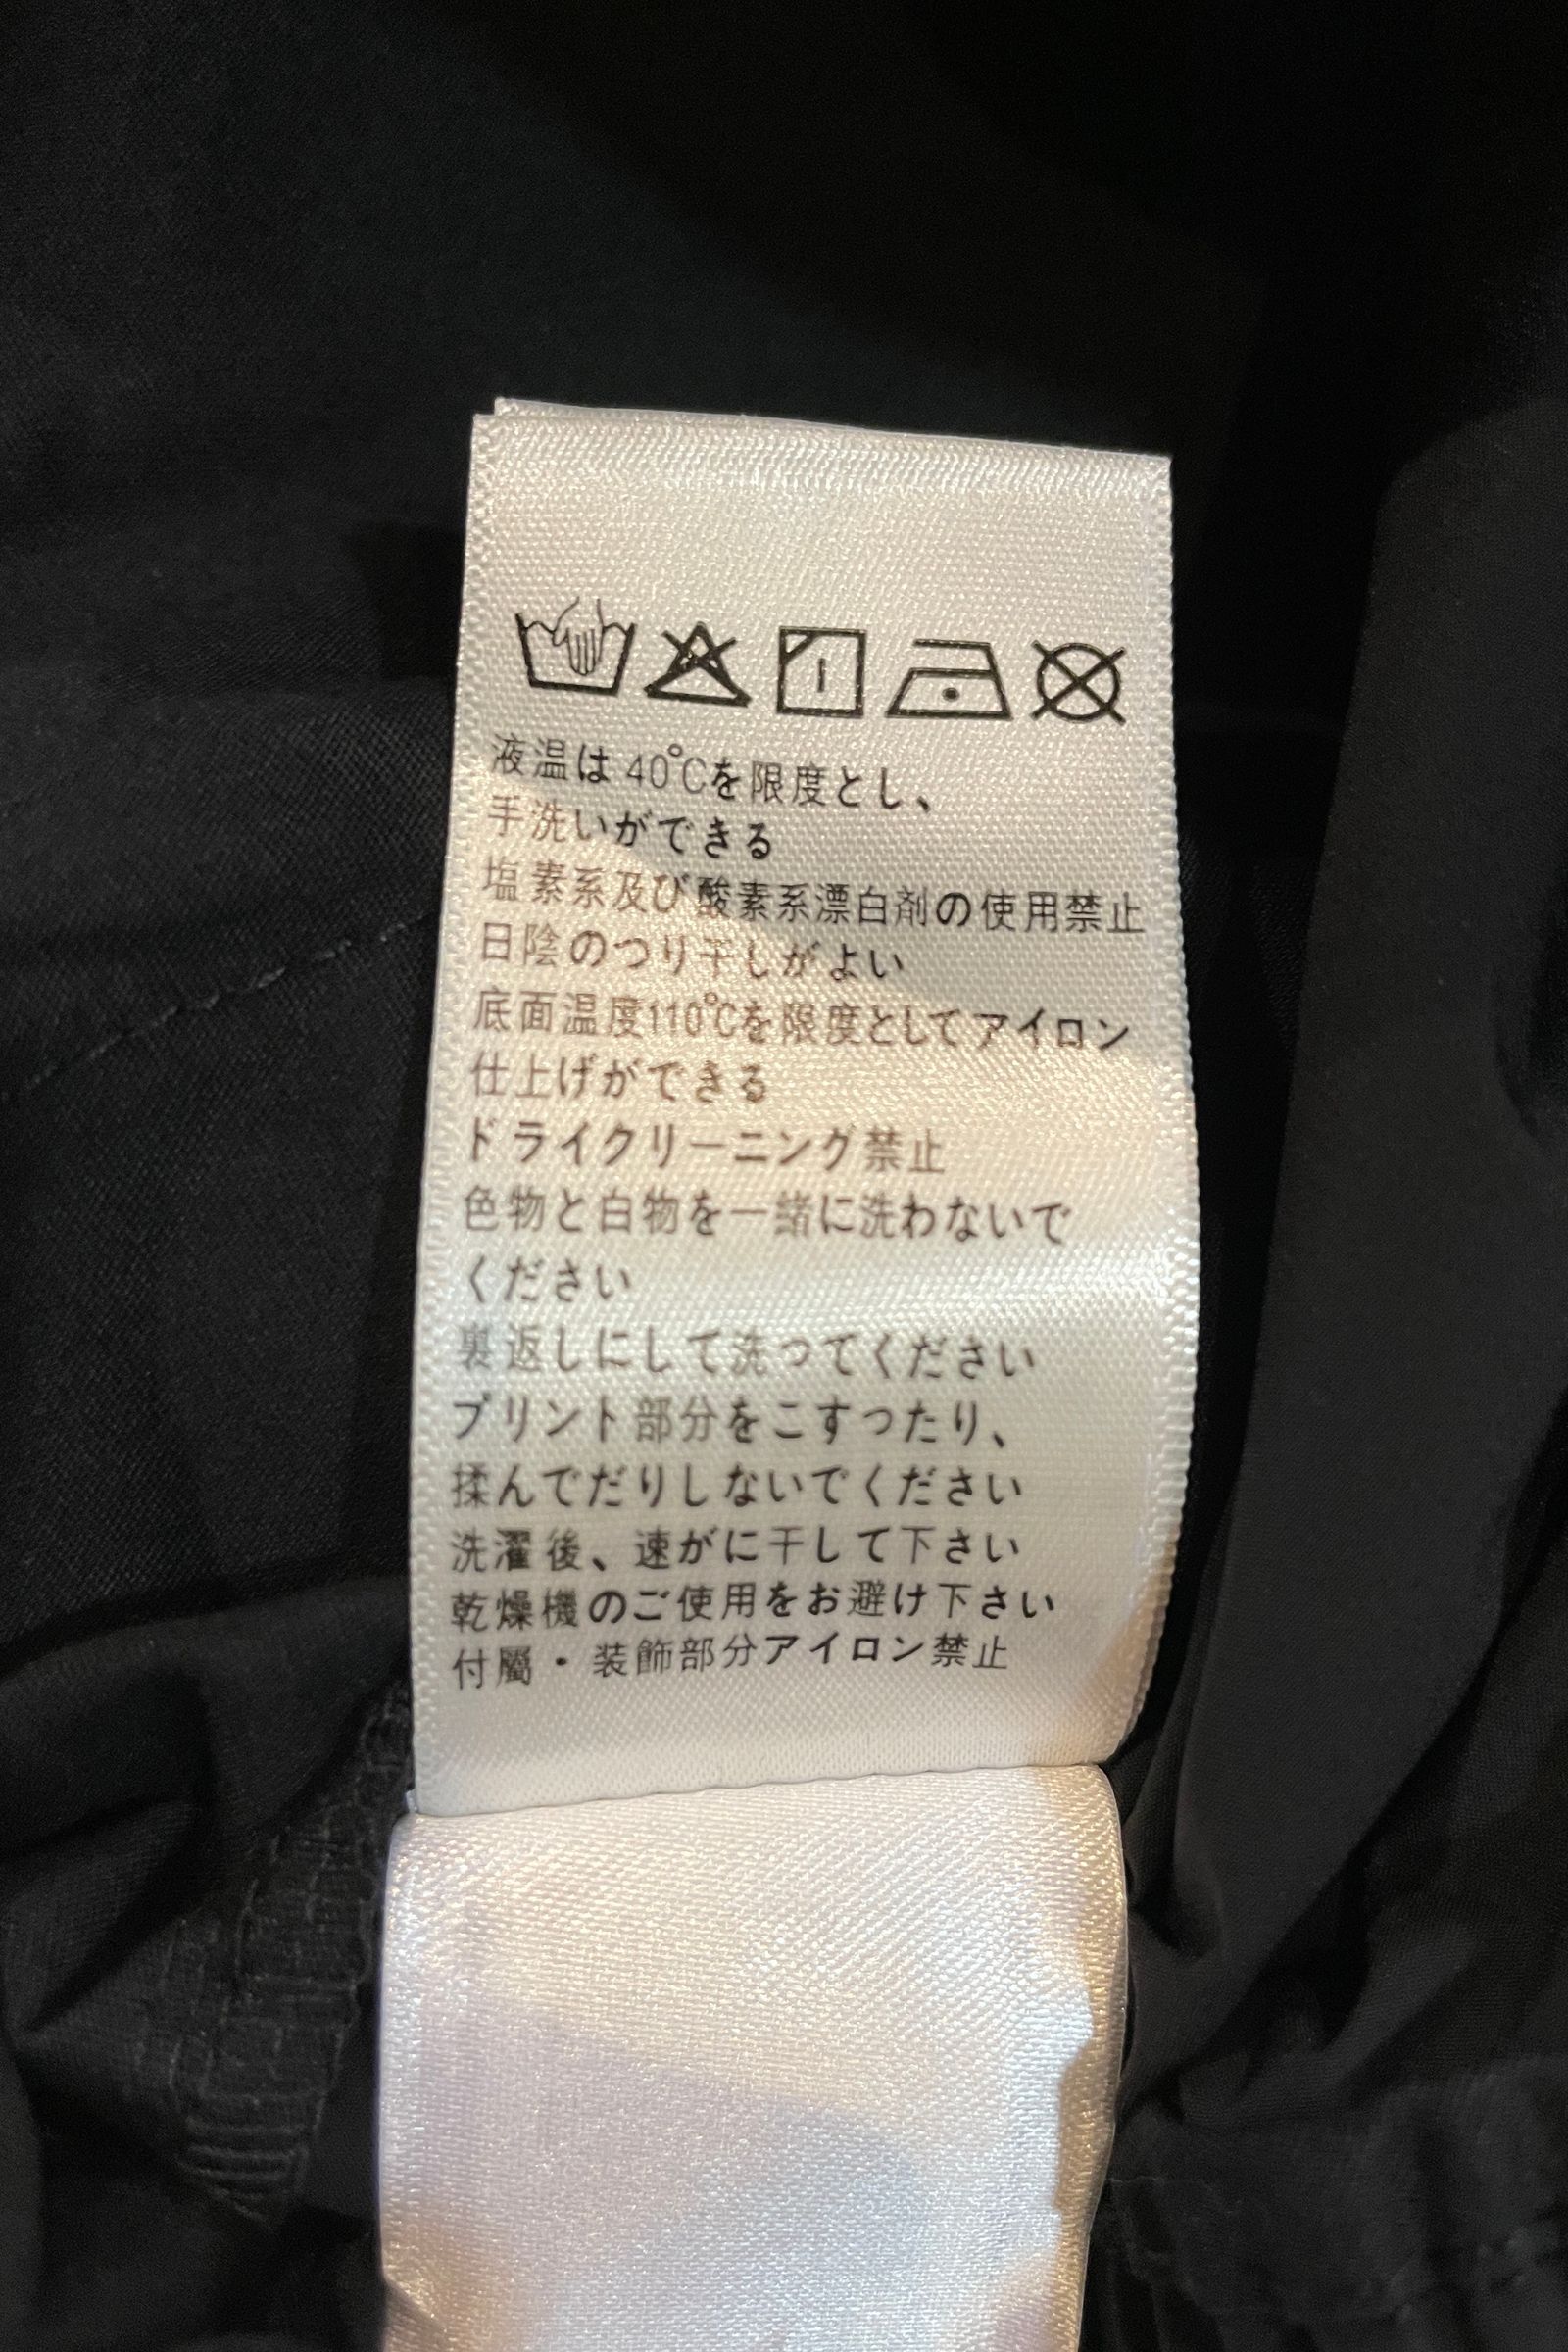 液温は40℃を限度とし、
手洗いができる
塩素系及び酸素系漂白剤の使用禁止
日陰のつり干しがよい
底面温度110℃を限度としてアイロン
仕上げができる
ドライクリーニング禁止
色物と白物を一緒に洗わないで
ください
裏返しにして洗ってください
プリント部分をこすったり、
揉んでだりしないでください
洗濯後、速がに干して下さい
乾燥機のご使用をお避け下さい
付屬・装飾部分アイロン禁止